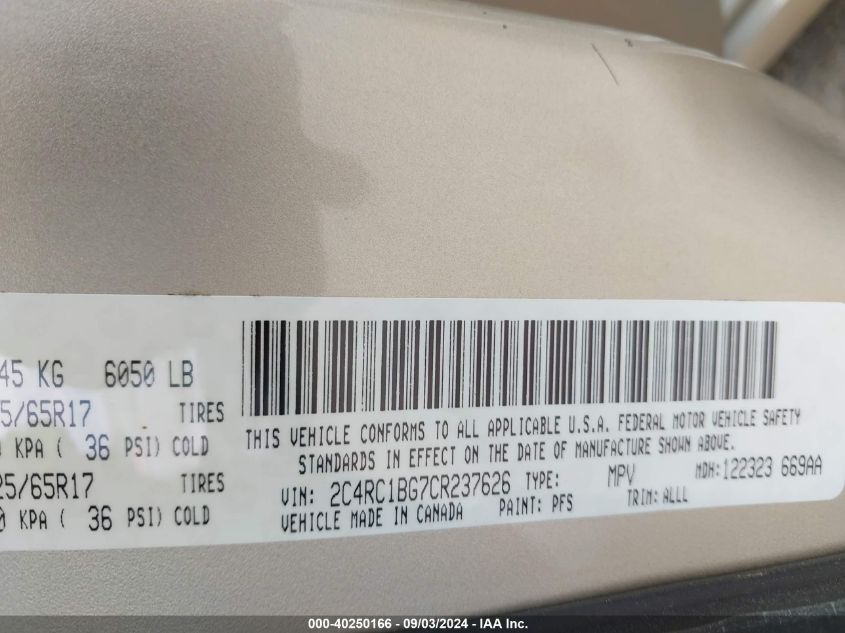 45 KG 6050 LB
5/65R17 TIRES
KPA ( 36 PSI) COLD
25/65R17 TIRES
0 KPA ( 36 PSI) COLD
THIS VEHICLE CONFORMS TO ALL APPLICABLE U.S.A. FEDERAL MOTOR VEHICLE SAFETY
STANDARDS IN EFFECT ON THE DATE OF MANUFACTURE SHOWN ABOVE.
VIN: 2C4RC1BG7CR237626 TYPE: MPV MDH:122323 669AA
VEHICLE MADE IN CANADA PAINT: PFS TRIM: ALLL
000-40250166 - 09/03/2024 - IAA Inc.